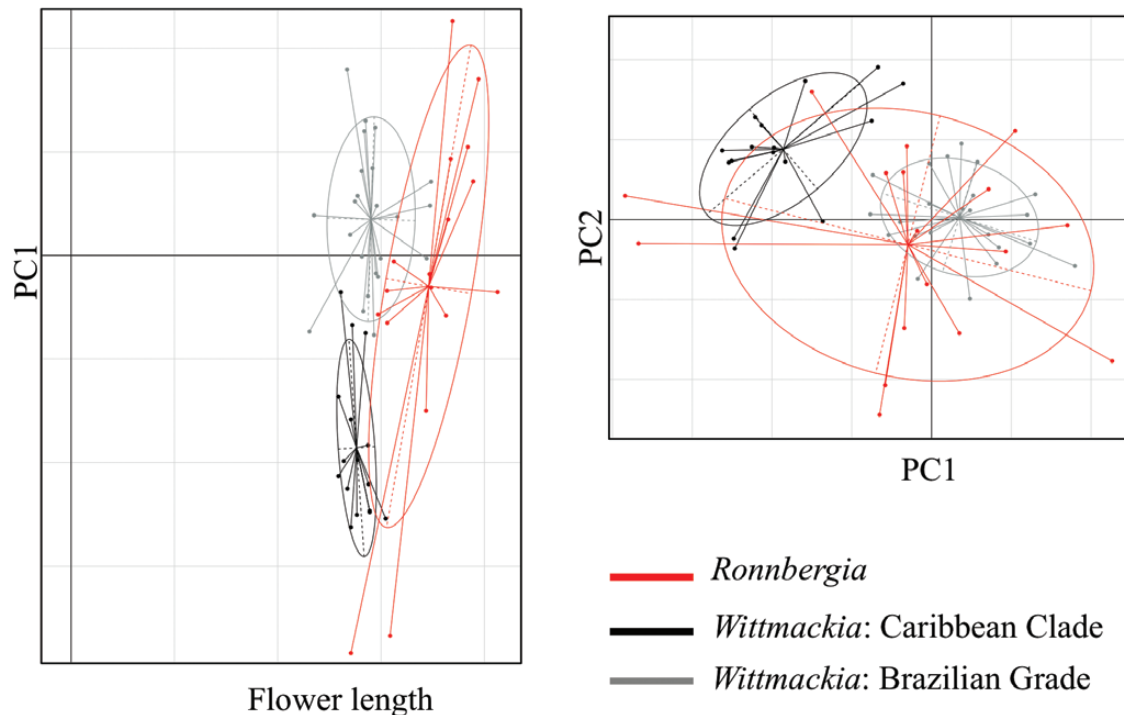 PC1
Flower length
PC2
PC1
Ronnbergia
Wittmackia: Caribbean Clade
Wittmackia: Brazilian Grade